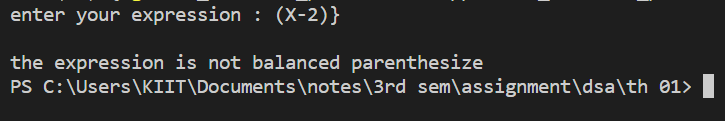 enter your expression : (X-2)}
the expression is not balanced parenthesize
PS C:\Users\KIIT\Documents\notes\3rd sem\assignment\dsa\th 01>